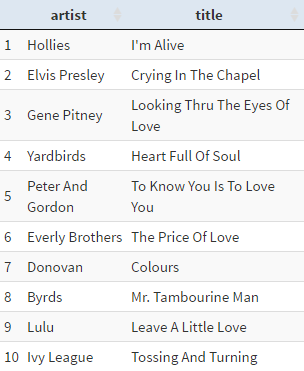 artist title
1 Hollies I'm Alive
2 Elvis Presley Crying In The Chapel
3 Gene Pitney Looking Thru The Eyes Of
Love
4 Yardbirds Heart Full Of Soul
5 Peter And To Know You Is To Love
Gordon You
6 Everly Brothers The Price Of Love
7 Donovan Colours
8 Byrds Mr. Tambourine Man
9 Lulu Leave A Little Love
10 Ivy League Tossing And Turning